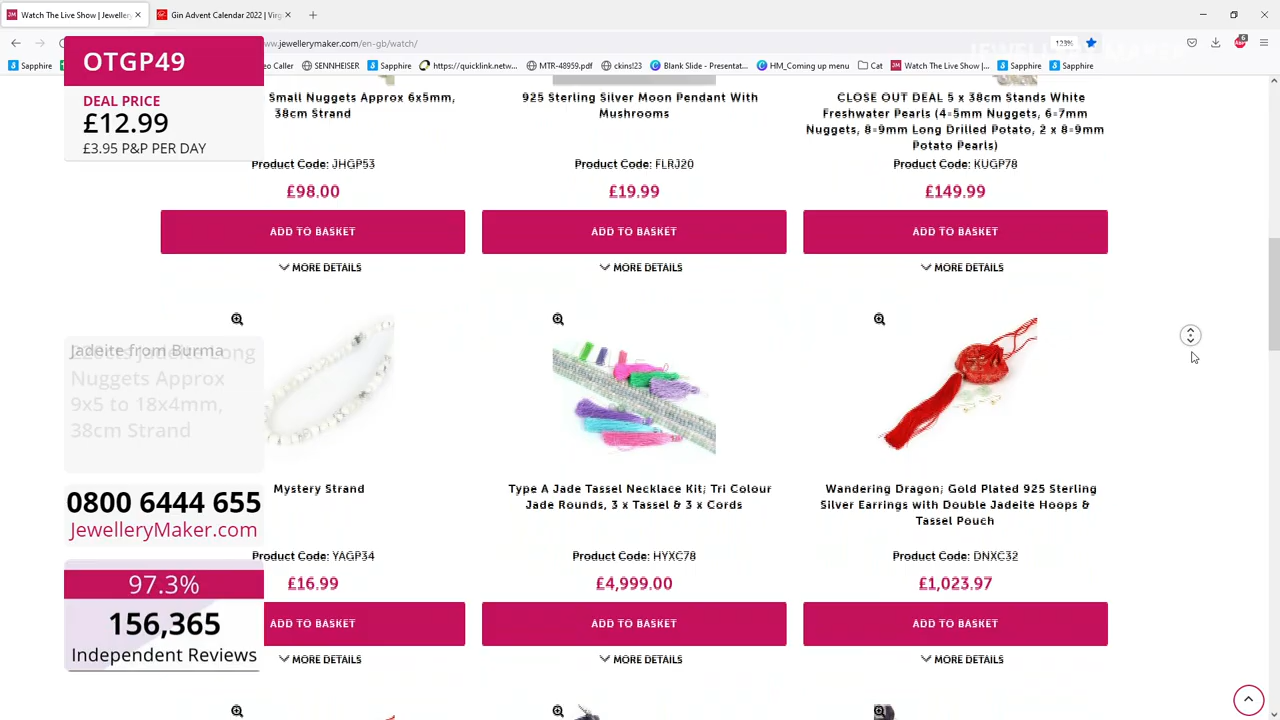 Watch The Live Show | Jewellery
Gin Advent Calendar 2022 | Virg
.jewellerymaker.com/en-gb/watch/
123%
6
Sapphire
eo Caller
SENNHEISER
Sapphire
https://quicklink.netw...
MTR-48959.pdf
ckins!23
Blank Slide - Presentat...
HM_Coming up menu
Cat
Watch The Live Show |...
Sapphire
Sapphire
JEWELLERY MAKER
OTGP49
DEAL PRICE
£12.99
£3.95 P&P PER DAY
Small Nuggets Approx 6x5mm,
38cm Strand
Product Code: JHGP53
£98.00
ADD TO BASKET
MORE DETAILS
925 Sterling Silver Moon Pendant With
Mushrooms
Product Code: FLRJ20
£19.99
ADD TO BASKET
MORE DETAILS
CLOSE OUT DEAL 5 x 38cm Stands White
Freshwater Pearls (4=5mm Nuggets, 6=7mm
Nuggets, 8=9mm Long Drilled Potato, 2 x 8=9mm
Potato Pearls)
Product Code: KUGP78
£149.99
ADD TO BASKET
MORE DETAILS
Jadeite from Burma
Jadeite Long
Nuggets Approx
9x5 to 18x4mm,
38cm Strand
0800 6444 655
JewelleryMaker.com
97.3%
156,365
Independent Reviews
Mystery Strand
Product Code: YAGP34
£16.99
ADD TO BASKET
MORE DETAILS
Type A Jade Tassel Necklace Kit; Tri Colour
Jade Rounds, 3 x Tassel & 3 x Cords
Product Code: HYXC78
£4,999.00
ADD TO BASKET
MORE DETAILS
Wandering Dragon; Gold Plated 925 Sterling
Silver Earrings with Double Jadeite Hoops &
Tassel Pouch
Product Code: DNXC32
£1,023.97
ADD TO BASKET
MORE DETAILS